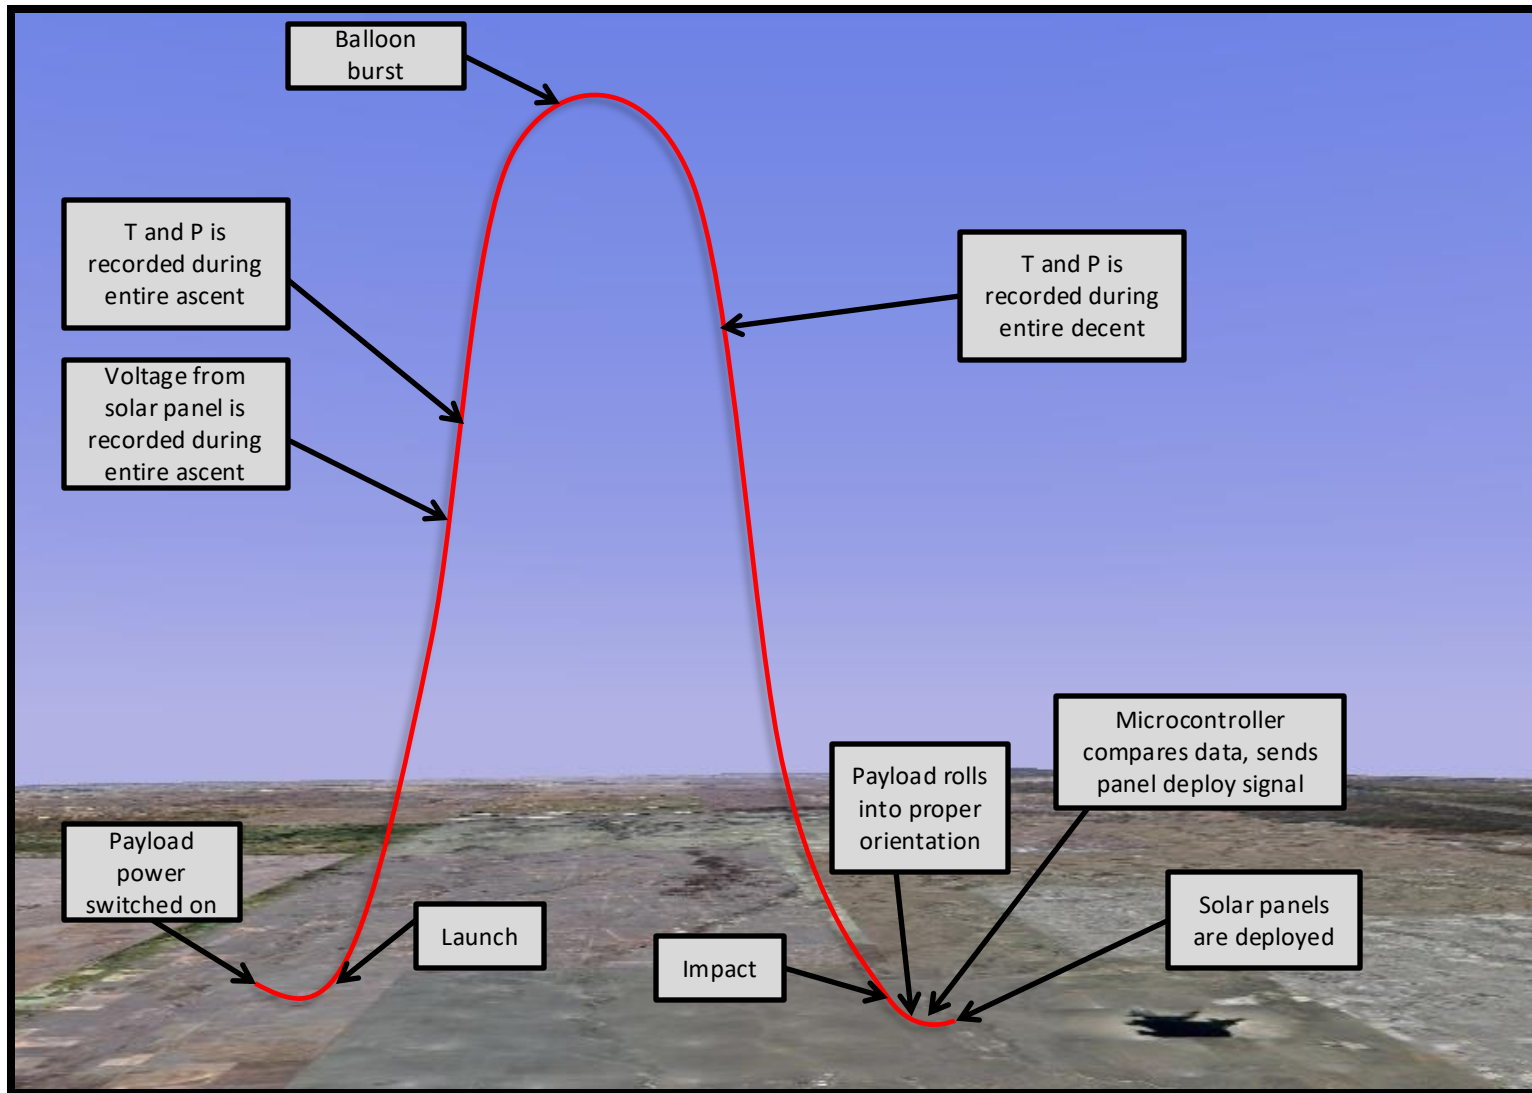 Balloon
burst
T and P is
recorded during
entire ascent
T and P is
recorded during
entire decent
Voltage from
solar panel is
recorded during
entire ascent
Microcontroller
compares data, sends
panel deploy signal
Payload rolls
into proper
orientation
Payload
power
switched on
Solar panels
are deployed
Launch
Impact